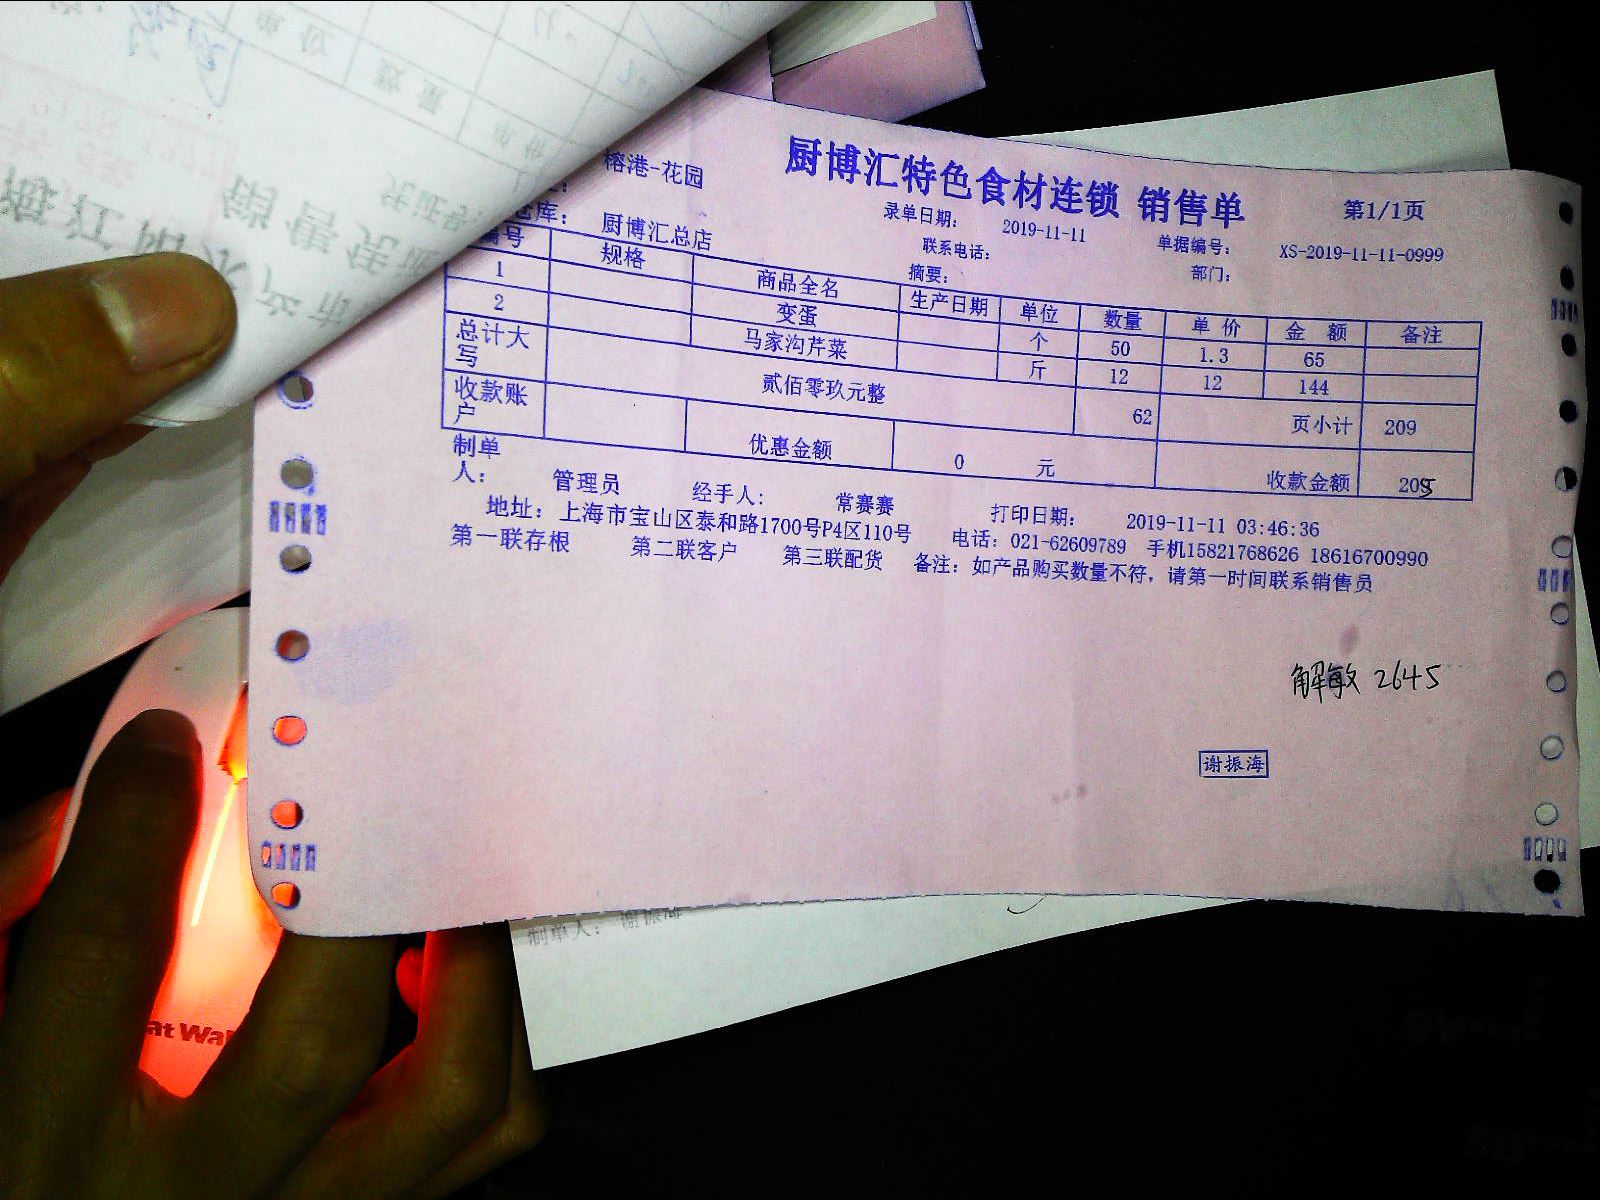 厨博汇特色食材连锁 销售单
第1/1页
榕港-花园
录单日期： 2019-11-11
单据编号： XS-2019-11-11-0999
库： 厨博汇总店
联系电话：
部门：
摘要：
编号 规格 商品全名 生产日期 单位 数量 单价 金额 备注
1 变蛋 个 50 1.3 65
2 马家沟芹菜 斤 12 12 144
总计大写 贰佰零玖元整 62 页小计 209
收款账户 优惠金额 0 元 收款金额 205
制单人： 管理员 经手人： 常赛赛 打印日期： 2019-11-11 03:46:36
地址：上海市宝山区泰和路1700号P4区110号 电话：021-62609789 手机15821768626 18616700990
第一联存根 第二联客户 第三联配货 备注：如产品购买数量不符，请第一时间联系销售员
解敏 2645
谢振海
制单人： 谢振海
at Wal